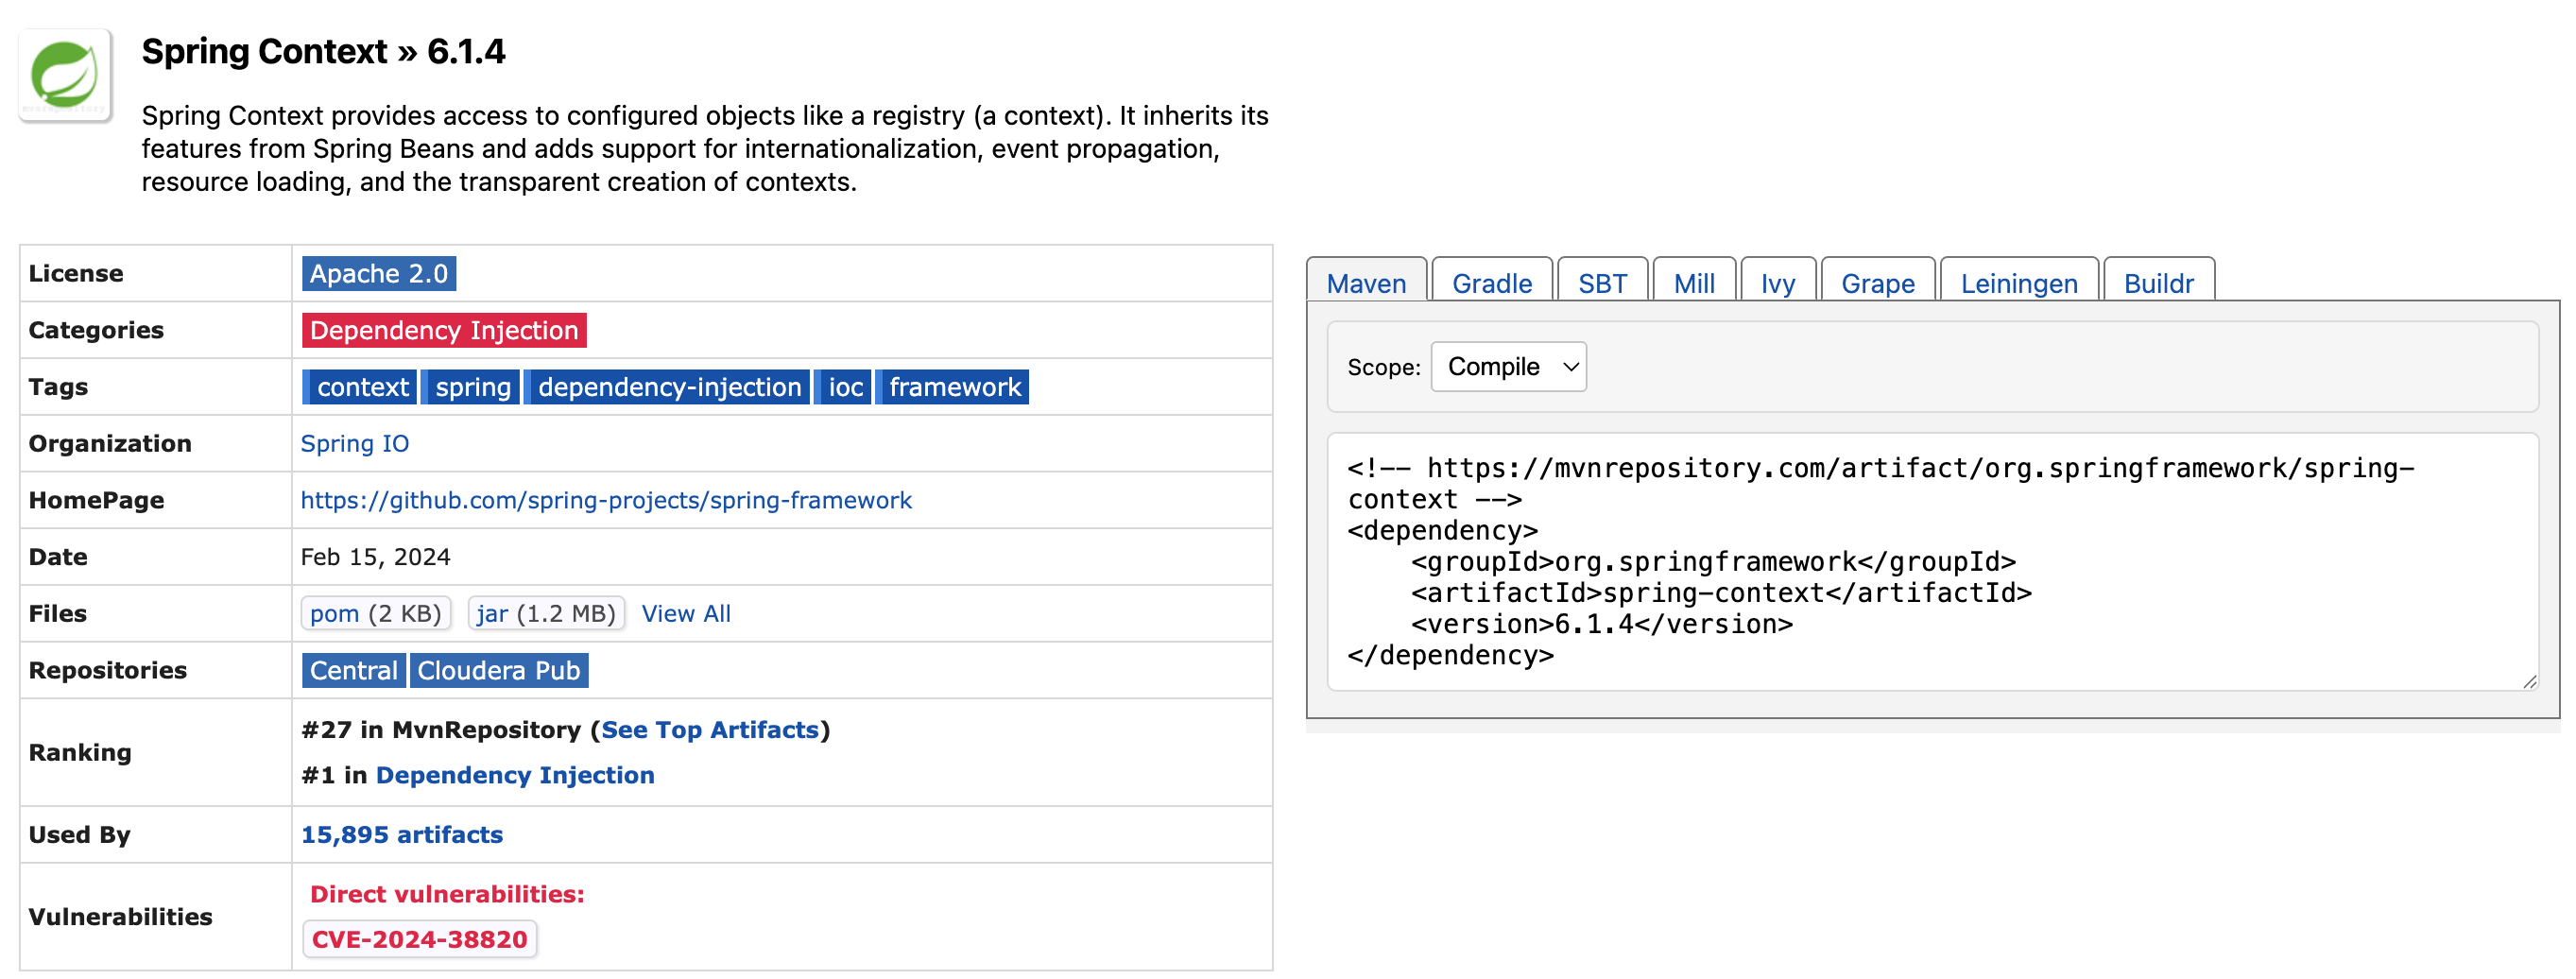 Spring Context » 6.1.4
Spring Context provides access to configured objects like a registry (a context). It inherits its
features from Spring Beans and adds support for internationalization, event propagation,
resource loading, and the transparent creation of contexts.
License Apache 2.0
Categories Dependency Injection
Tags context spring dependency-injection ioc framework
Organization Spring IO
HomePage https://github.com/spring-projects/spring-framework
Date Feb 15, 2024
Files pom (2 KB) jar (1.2 MB) View All
Repositories Central Cloudera Pub
Ranking
#27 in MvnRepository (See Top Artifacts)
#1 in Dependency Injection
Used By 15,895 artifacts
Vulnerabilities
Direct vulnerabilities:
CVE-2024-38820
Maven Gradle SBT Mill Ivy Grape Leiningen Buildr
Scope: Compile
<!-- https://mvnrepository.com/artifact/org.springframework/spring-
context -->
<dependency>
    <groupId>org.springframework</groupId>
    <artifactId>spring-context</artifactId>
    <version>6.1.4</version>
</dependency>